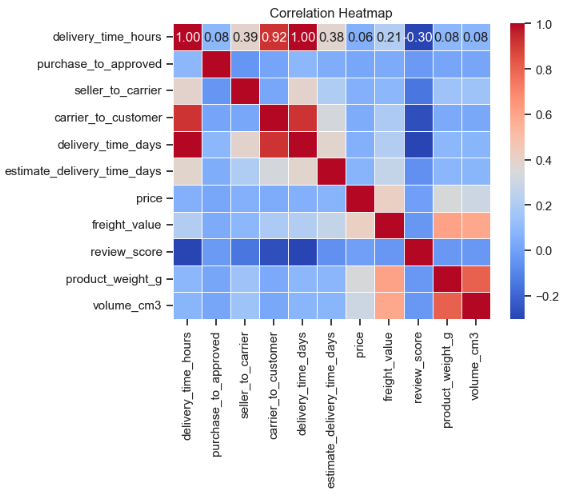 Correlation Heatmap
delivery_time_hours 1.00 0.08 0.39 0.92 1.00 0.38 0.06 0.21 -0.30 0.08 0.08
purchase_to_approved
seller_to_carrier
carrier_to_customer
delivery_time_days
estimate_delivery_time_days
price
freight_value
review_score
product_weight_g
volume_cm3
delivery_time_hours
purchase_to_approved
seller_to_carrier
carrier_to_customer
delivery_time_days
estimate_delivery_time_days
price
freight_value
review_score
product_weight_g
volume_cm3
1.0
0.8
0.6
0.4
0.2
0.0
−0.2